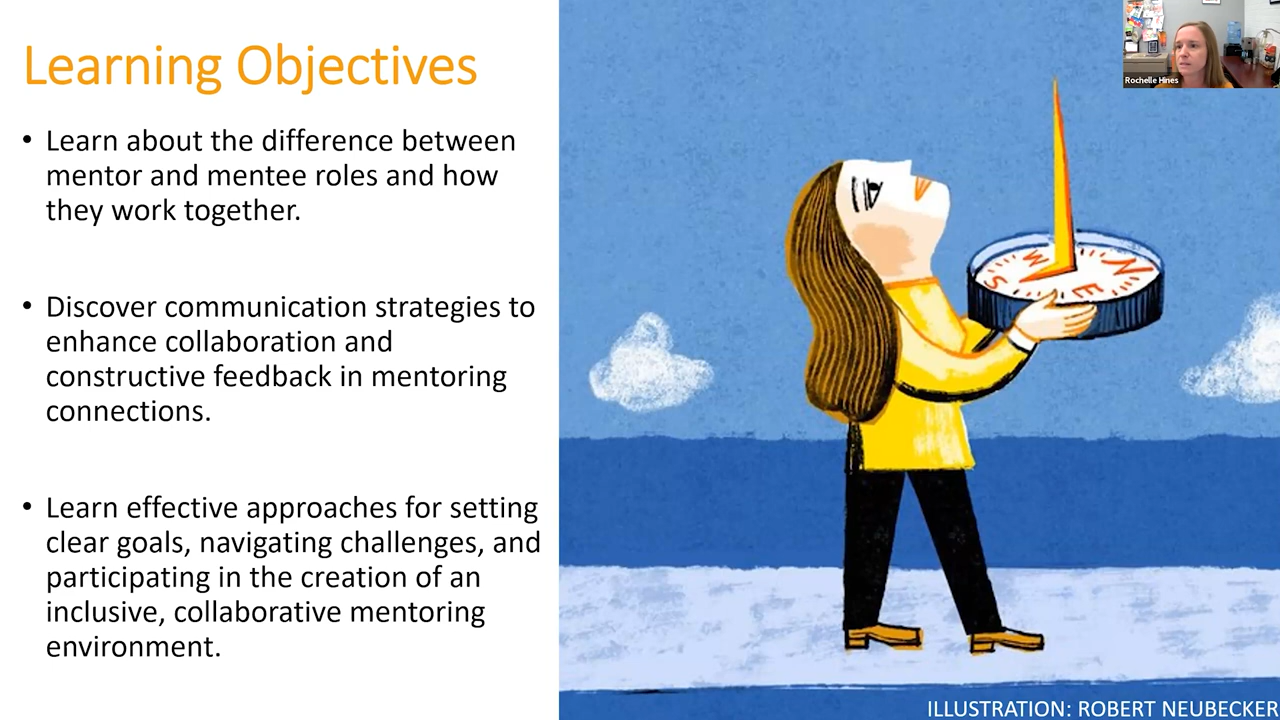 Learning Objectives
• Learn about the difference between
mentor and mentee roles and how
they work together.
• Discover communication strategies to
enhance collaboration and
constructive feedback in mentoring
connections.
• Learn effective approaches for setting
clear goals, navigating challenges, and
participating in the creation of an
inclusive, collaborative mentoring
environment.
Rochelle Hines
W
N
S
E
ILLUSTRATION: ROBERT NEUBECKER